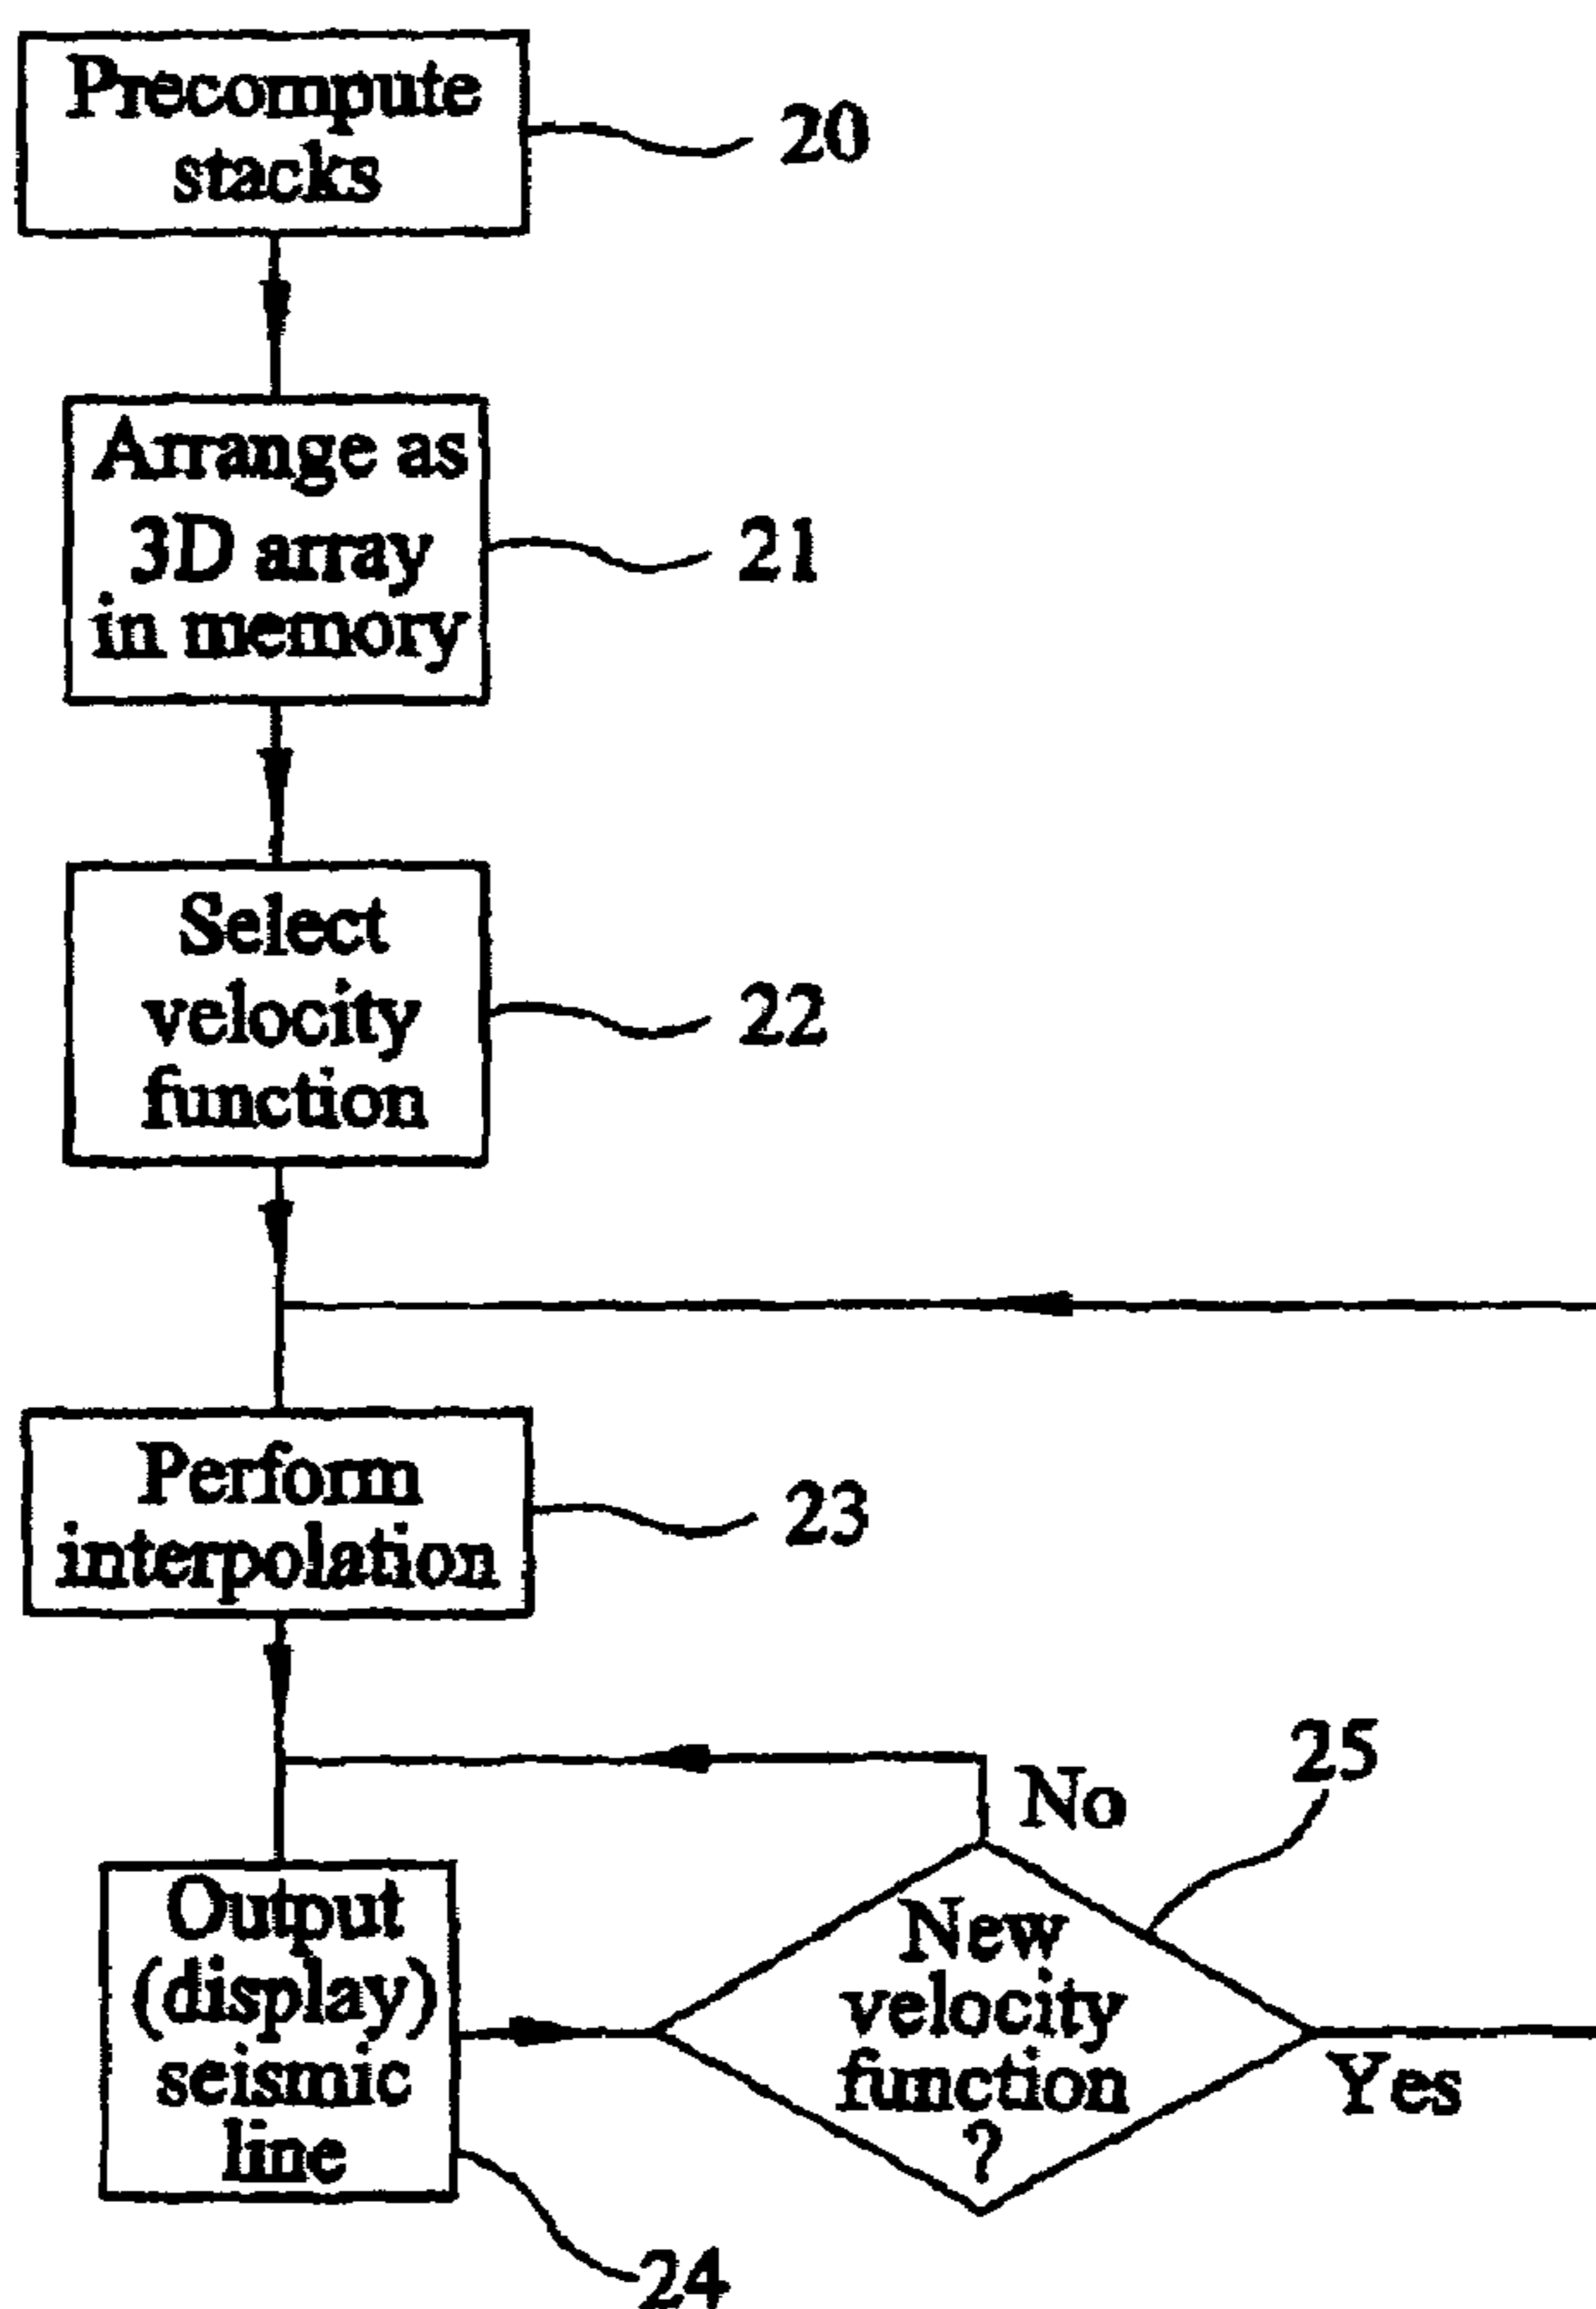 Precompute
stacks
20
Arrange as
3D array
in memory
21
Select
velocity
function
22
Perform
interpolation
23
No
25
Output
(display)
seismic
line
24
New
velocity
function
?
Yes